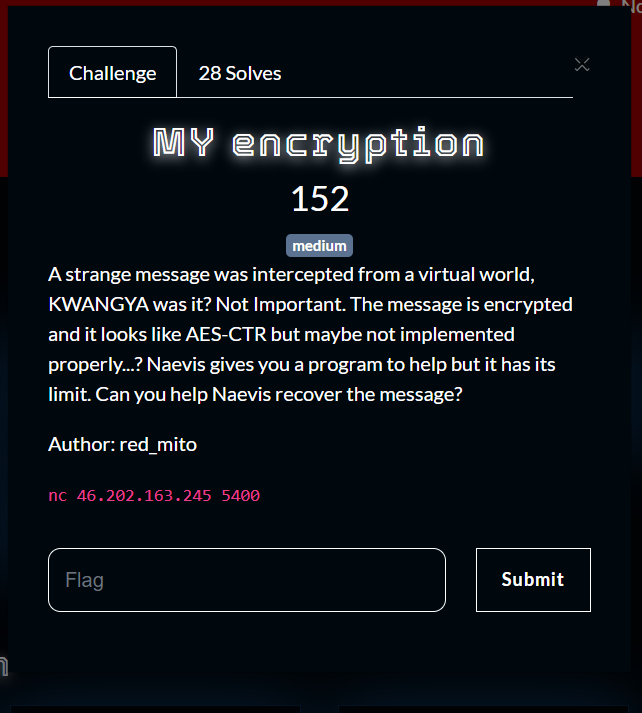 No
Challenge
28 Solves
MY encryption
152
medium
A strange message was intercepted from a virtual world,
KWANGYA was it? Not Important. The message is encrypted
and it looks like AES-CTR but maybe not implemented
properly...? Naevis gives you a program to help but it has its
limit. Can you help Naevis recover the message?
Author: red_mito
nc 46.202.163.245 5400
Flag
Submit